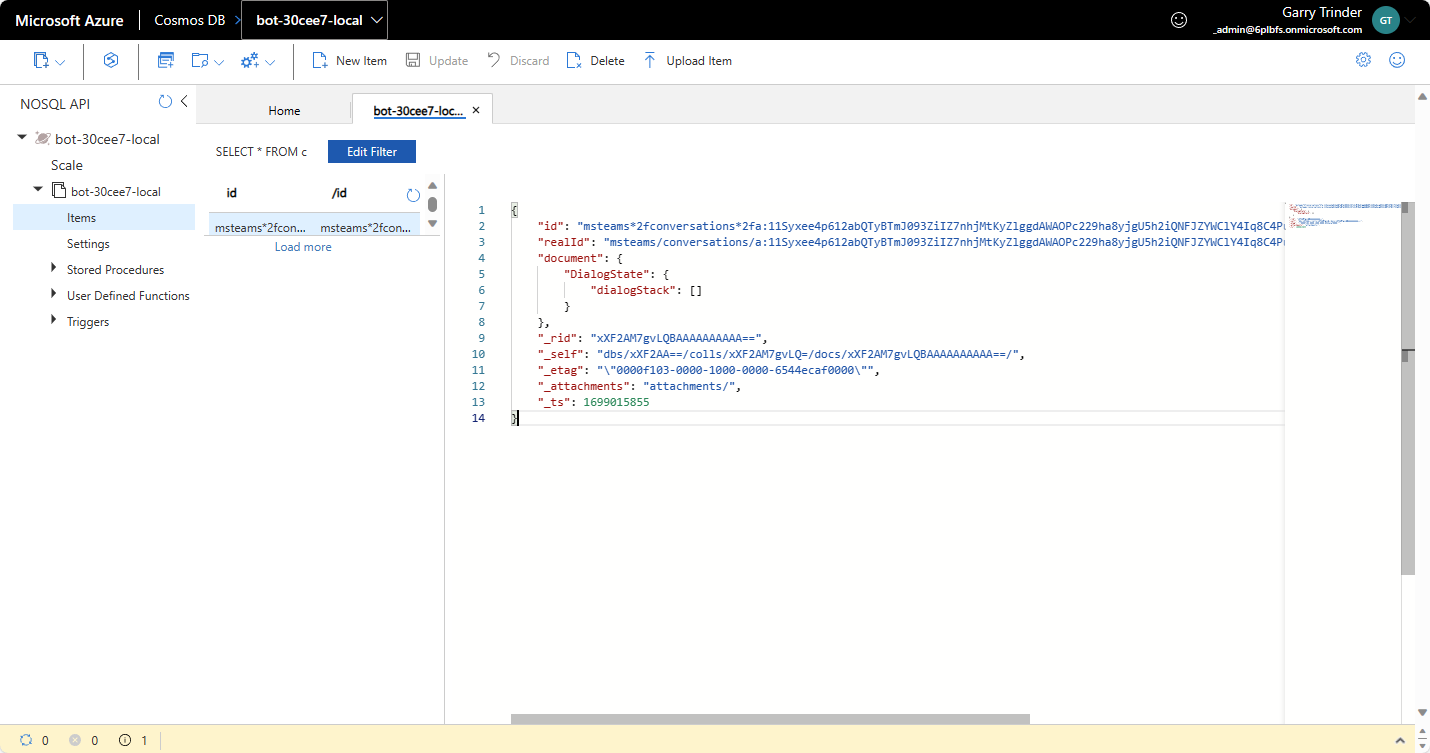 Microsoft Azure
Cosmos DB
bot-30cee7-local
Garry Trinder
_admin@6plbfs.onmicrosoft.com
GT
New Item
Update
Discard
Delete
Upload Item
NOSQL API
Home
bot-30cee7-loc...
bot-30cee7-local
Scale
bot-30cee7-local
Items
Settings
Stored Procedures
User Defined Functions
Triggers
SELECT * FROM c
Edit Filter
id
/id
msteams*2fcon...
msteams*2fcon...
Load more
1 {
2 "id": "msteams*2fconversations*2fa:11Syxee4p612abQTyBTmJ093ZiIZ7nhjMtKyZlggdAWAOPc229ha8yjgU5h2iQNFJZYWClY4Iq8C4P
3 "realId": "msteams/conversations/a:11Syxee4p612abQTyBTmJ093ZiIZ7nhjMtKyZlggdAWAOPc229ha8yjgU5h2iQNFJZYWClY4Iq8C4P
4 "document": {
5 "DialogState": {
6 "dialogStack": []
7 }
8 },
9 "_rid": "xXF2AM7gvLQBAAAAAAAAAA==",
10 "_self": "dbs/xXF2AA==/colls/xXF2AM7gvLQ=/docs/xXF2AM7gvLQBAAAAAAAAAA==/",
11 "_etag": "\"0000f103-0000-1000-0000-6544ecaf0000\"",
12 "_attachments": "attachments/",
13 "_ts": 1699015855
14 }
0
0
1